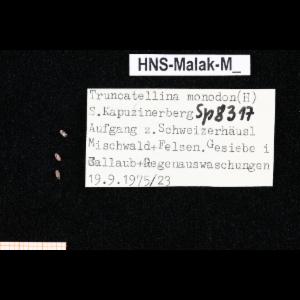 HNS-Malak-M_
Truncatellina monodon(H)
S.Kapuzinerberg Sp8317
Aufgang z.Schweizerhäusl
Mischwald+Felsen.Gesiebe i
Fallaub+Regenauswaschungen
19.9.1975/23